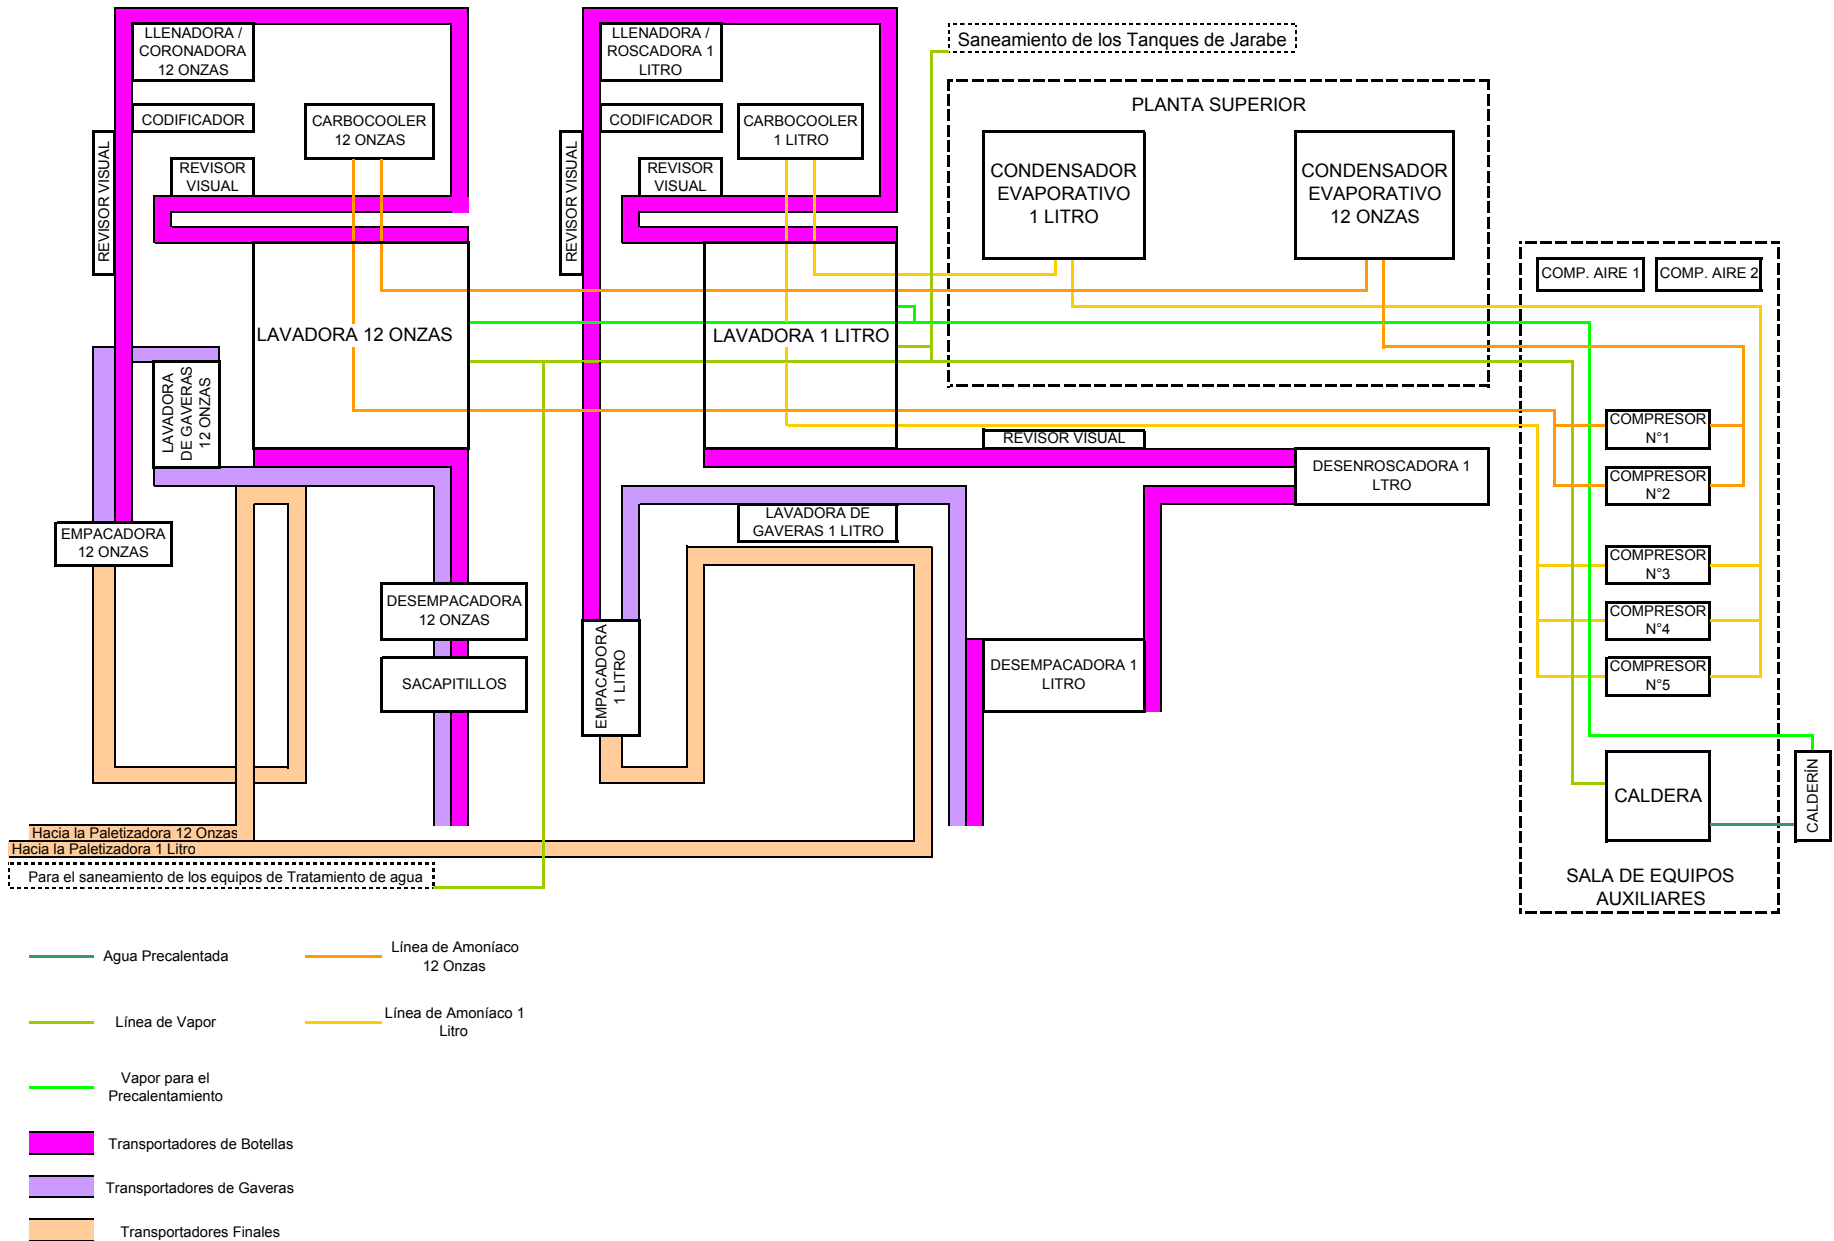 LLENADORA /
CORONADORA
12 ONZAS
CODIFICADOR
REVISOR VISUAL
REVISOR
VISUAL
CARBOCOOLER
12 ONZAS
LAVADORA 12 ONZAS
LAVADORA
DE GAVERAS
12 ONZAS
EMPACADORA
12 ONZAS
DESEMPACADORA
12 ONZAS
SACAPITILLOS
LLENADORA /
ROSCADORA 1
LITRO
CODIFICADOR
REVISOR VISUAL
REVISOR
VISUAL
CARBOCOOLER
1 LITRO
LAVADORA 1 LITRO
REVISOR VISUAL
DESENROSCADORA 1
LTRO
LAVADORA DE
GAVERAS 1 LITRO
EMPACADORA
1 LITRO
DESEMPACADORA 1
LITRO
Saneamiento de los Tanques de Jarabe
PLANTA SUPERIOR
CONDENSADOR
EVAPORATIVO
1 LITRO
CONDENSADOR
EVAPORATIVO
12 ONZAS
COMP. AIRE 1
COMP. AIRE 2
COMPRESOR
N°1
COMPRESOR
N°2
COMPRESOR
N°3
COMPRESOR
N°4
COMPRESOR
N°5
CALDERA
CALDERÍN
SALA DE EQUIPOS
AUXILIARES
Hacia la Paletizadora 12 Onzas
Hacia la Paletizadora 1 Litro
Para el saneamiento de los equipos de Tratamiento de agua
Agua Precalentada
Línea de Amoníaco
12 Onzas
Línea de Vapor
Línea de Amoníaco 1
Litro
Vapor para el
Precalentamiento
Transportadores de Botellas
Transportadores de Gaveras
Transportadores Finales